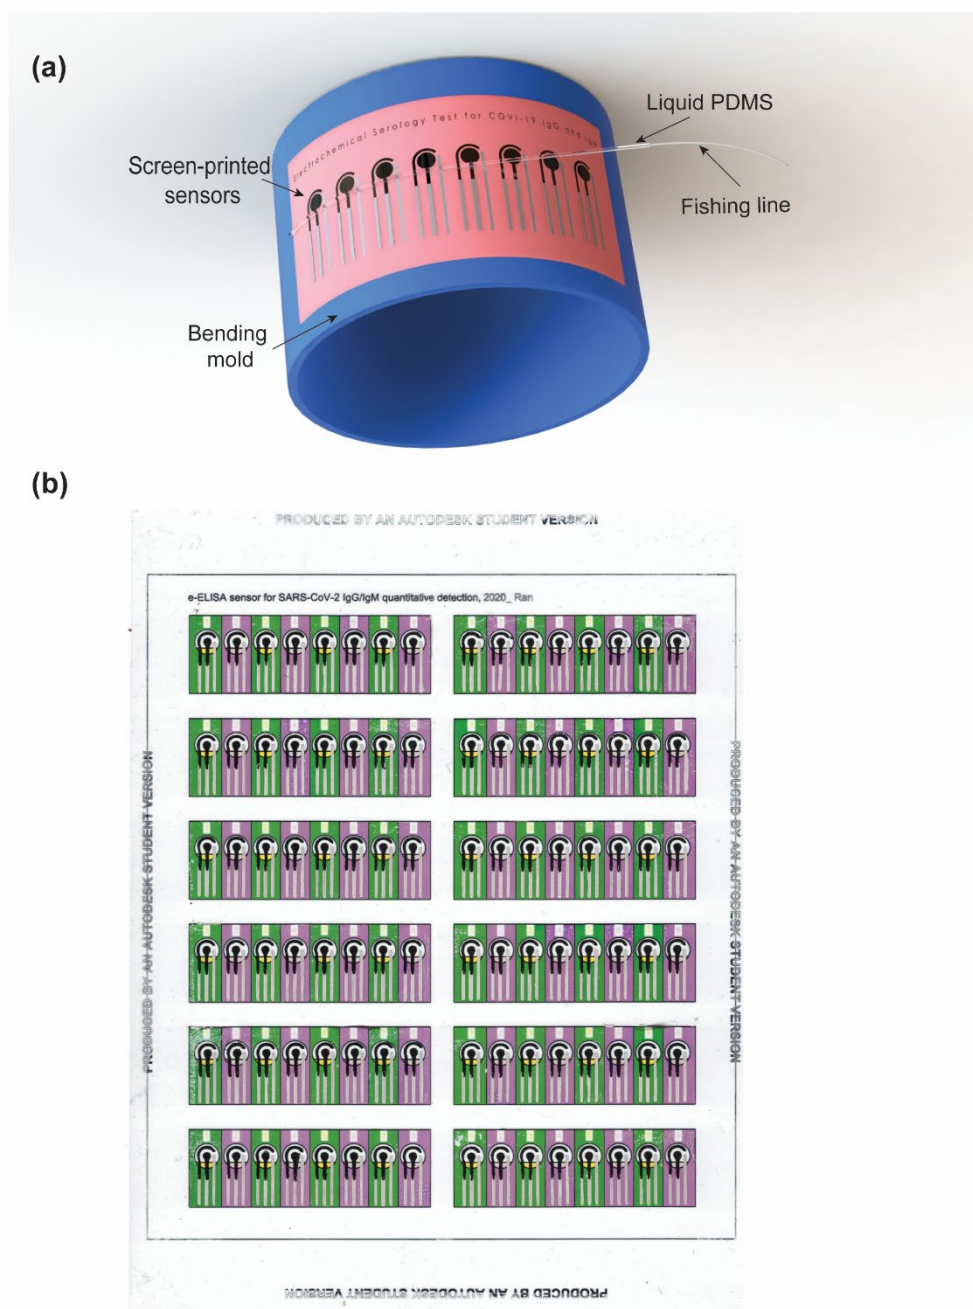 (a)
Electrochemical Serology Test for COVI-19 IgG and IgM
Liquid PDMS
Screen-printed
sensors
Fishing line
Bending
mold
(b)
PRODUCED BY AN AUTODESK STUDENT VERSION
e-ELISA sensor for SARS-CoV-2 IgG/IgM quantitative detection, 2020_ Ran
PRODUCED BY AN AUTODESK STUDENT VERSION
PRODUCED BY AN AUTODESK STUDENT VERSION
PRODUCED BY AN AUTODESK STUDENT VERSION